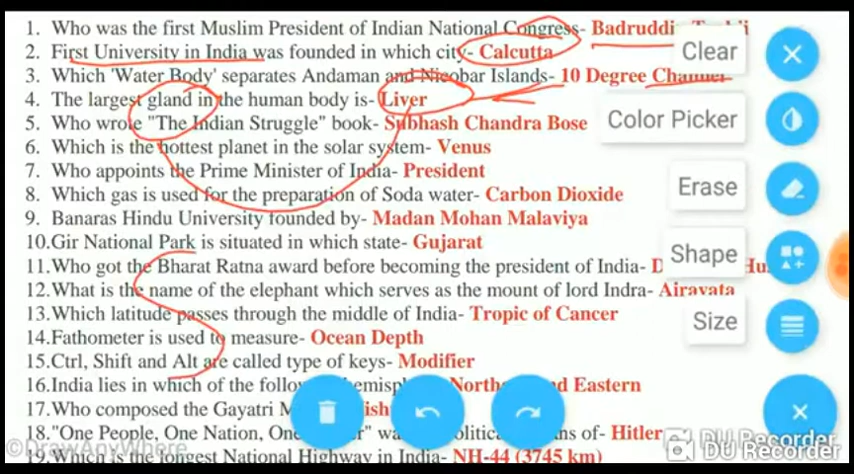 1. Who was the first Muslim President of Indian National Congress- Badruddin
2. First University in India was founded in which city- Calcutta
Clear
3. Which 'Water Body' separates Andaman and Nicobar Islands- 10 Degree Channel
4. The largest gland in the human body is- Liver
5. Who wrote "The Indian Struggle" book- Subhash Chandra Bose
Color Picker
6. Which is the hottest planet in the solar system- Venus
7. Who appoints the Prime Minister of India- President
8. Which gas is used for the preparation of Soda water- Carbon Dioxide
Erase
9. Banaras Hindu University founded by- Madan Mohan Malaviya
10.Gir National Park is situated in which state- Gujarat
Shape
11.Who got the Bharat Ratna award before becoming the president of India-
12.What is the name of the elephant which serves as the mount of lord Indra- Airavata
13.Which latitude passes through the middle of India- Tropic of Cancer
Size
14.Fathometer is used to measure- Ocean Depth
15.Ctrl, Shift and Alt are called type of keys- Modifier
16.India lies in which of the Eastern
17.Who composed the Gayatri
18."One People, One Nation, One of- Hitler
©DrawAnyWhere
DU Recorder
DU Recorder
19.Which is the longest National Highway in India- NH-44 (3745 km)